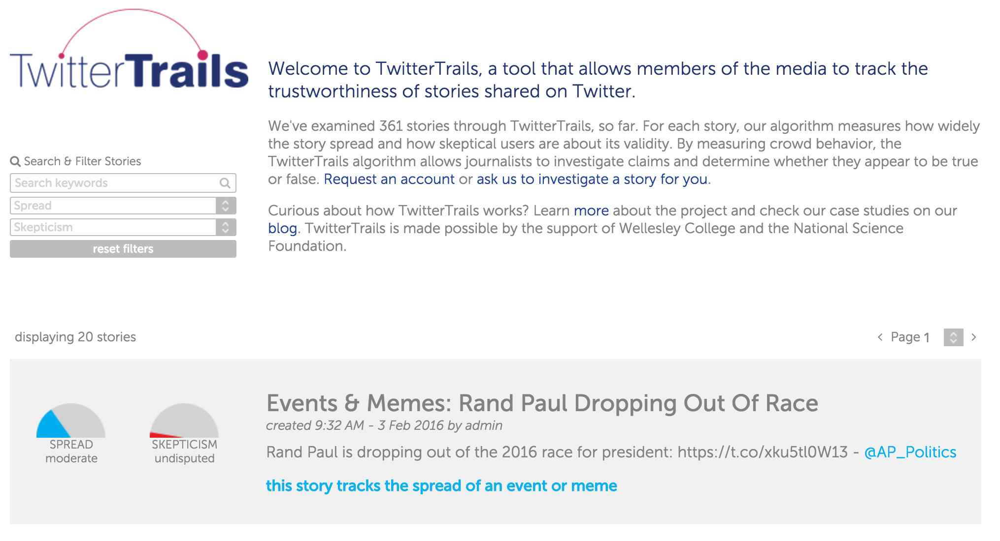 TwitterTrails
Welcome to TwitterTrails, a tool that allows members of the media to track the
trustworthiness of stories shared on Twitter.
We've examined 361 stories through TwitterTrails, so far. For each story, our algorithm measures how widely
the story spread and how skeptical users are about its validity. By measuring crowd behavior, the
TwitterTrails algorithm allows journalists to investigate claims and determine whether they appear to be true
or false. Request an account or ask us to investigate a story for you.
Curious about how TwitterTrails works? Learn more about the project and check our case studies on our
blog. TwitterTrails is made possible by the support of Wellesley College and the National Science
Foundation.
Search & Filter Stories
Search keywords
Spread
Skepticism
reset filters
displaying 20 stories
< Page 1 >
SPREAD
moderate
SKEPTICISM
undisputed
Events & Memes: Rand Paul Dropping Out Of Race
created 9:32 AM - 3 Feb 2016 by admin
Rand Paul is dropping out of the 2016 race for president: https://t.co/xku5tl0W13 - @AP_Politics
this story tracks the spread of an event or meme